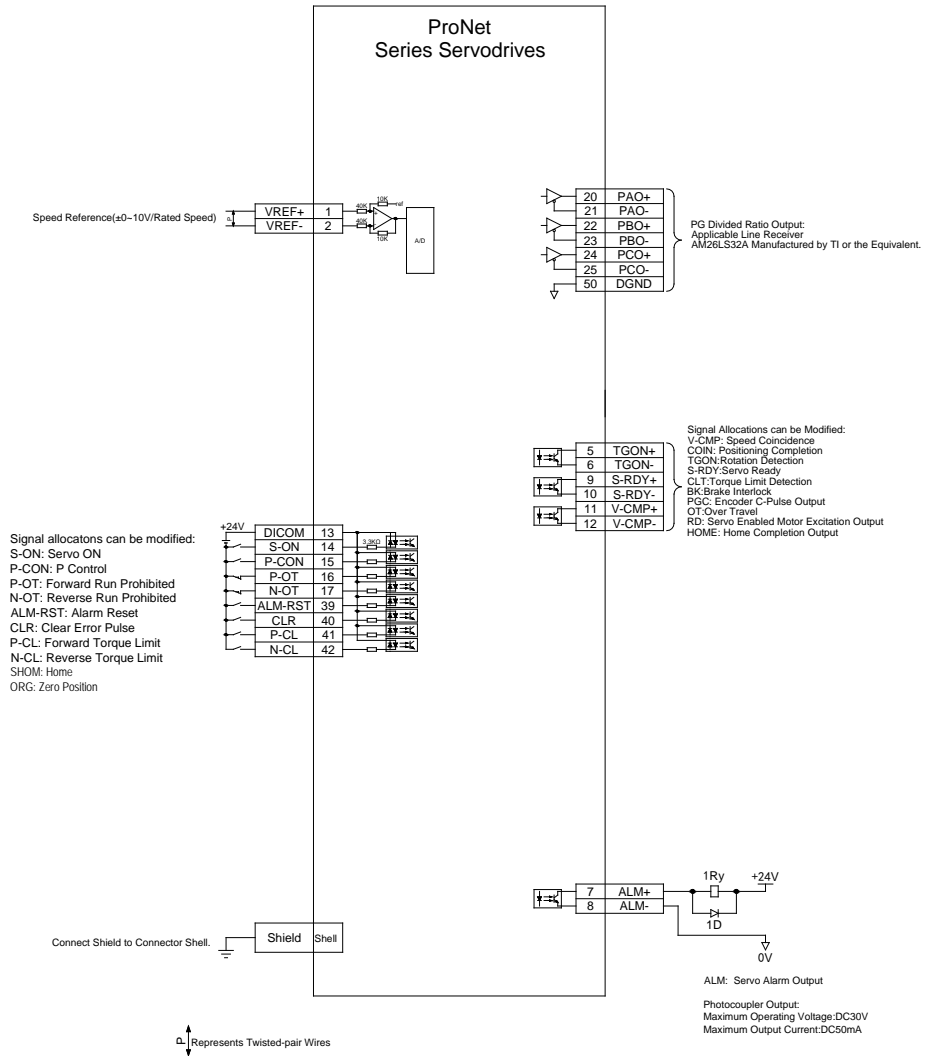 ProNet
Series Servodrives
Speed Reference(±0~10V/Rated Speed)
P
VREF+ 1
VREF- 2
40K
40K
10K
10K
ref
A/D
20 PAO+
21 PAO-
22 PBO+
23 PBO-
24 PCO+
25 PCO-
50 DGND
PG Divided Ratio Output:
Applicable Line Receiver
AM26LS32A Manufactured by TI or the Equivalent.
5 TGON+
6 TGON-
9 S-RDY+
10 S-RDY-
11 V-CMP+
12 V-CMP-
Signal Allocations can be Modified:
V-CMP: Speed Coincidence
COIN: Positioning Completion
TGON:Rotation Detection
S-RDY:Servo Ready
CLT:Torque Limit Detection
BK:Brake Interlock
PGC: Encoder C-Pulse Output
OT:Over Travel
RD: Servo Enabled Motor Excitation Output
HOME: Home Completion Output
Signal allocatons can be modified:
S-ON: Servo ON
P-CON: P Control
P-OT: Forward Run Prohibited
N-OT: Reverse Run Prohibited
ALM-RST: Alarm Reset
CLR: Clear Error Pulse
P-CL: Forward Torque Limit
N-CL: Reverse Torque Limit
SHOM: Home
ORG: Zero Position
+24V
DICOM 13
S-ON 14
P-CON 15
P-OT 16
N-OT 17
ALM-RST 39
CLR 40
P-CL 41
N-CL 42
3.3KΩ
7 ALM+
8 ALM-
1Ry
+24V
1D
0V
ALM: Servo Alarm Output
Photocoupler Output:
Maximum Operating Voltage:DC30V
Maximum Output Current:DC50mA
Connect Shield to Connector Shell.
Shield Shell
P Represents Twisted-pair Wires